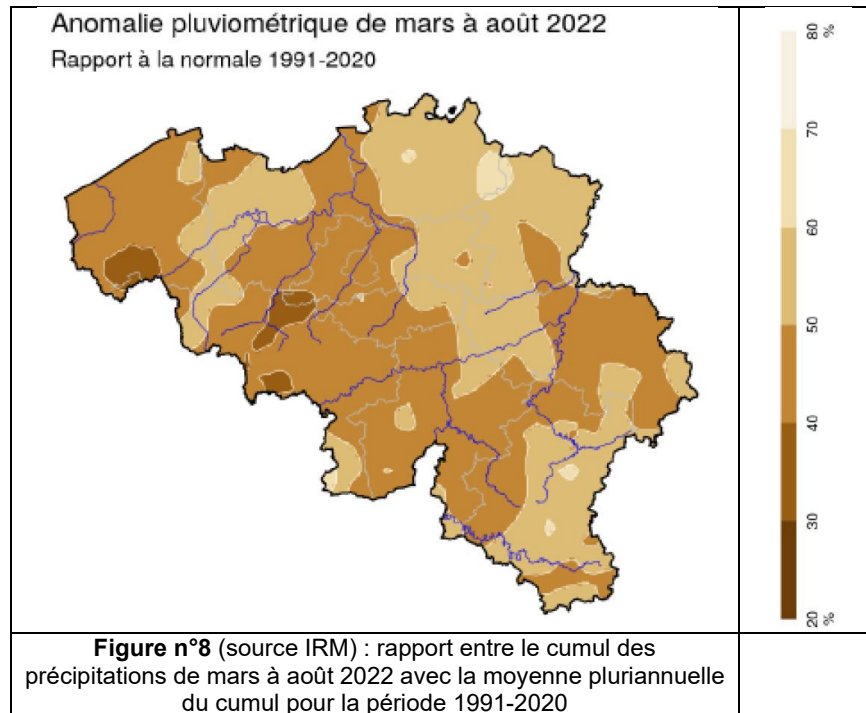 Anomalie pluviométrique de mars à août 2022
Rapport à la normale 1991-2020
80 %
70
60
50
40
30
20 %
Figure n°8 (source IRM) : rapport entre le cumul des
précipitations de mars à août 2022 avec la moyenne pluriannuelle
du cumul pour la période 1991-2020